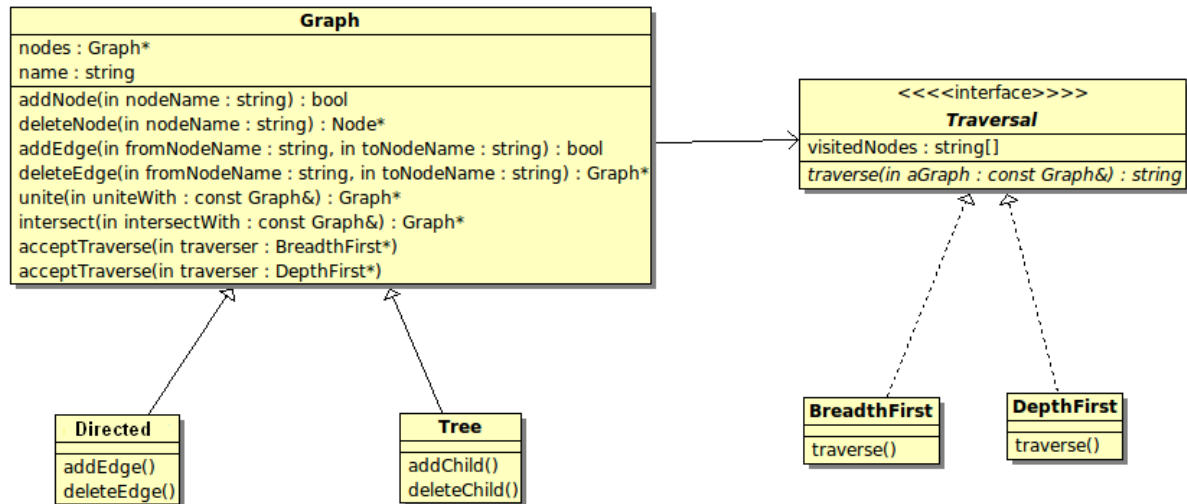 Graph
nodes : Graph*
name : string
addNode(in nodeName : string) : bool
deleteNode(in nodeName : string) : Node*
addEdge(in fromNodeName : string, in toNodeName : string) : bool
deleteEdge(in fromNodeName : string, in toNodeName : string) : Graph*
unite(in uniteWith : const Graph&) : Graph*
intersect(in intersectWith : const Graph&) : Graph*
acceptTraverse(in traverser : BreadthFirst*)
acceptTraverse(in traverser : DepthFirst*)
<<<<interface>>>>
Traversal
visitedNodes : string[]
traverse(in aGraph : const Graph&) : string
Directed
addEdge()
deleteEdge()
Tree
addChild()
deleteChild()
BreadthFirst
traverse()
DepthFirst
traverse()